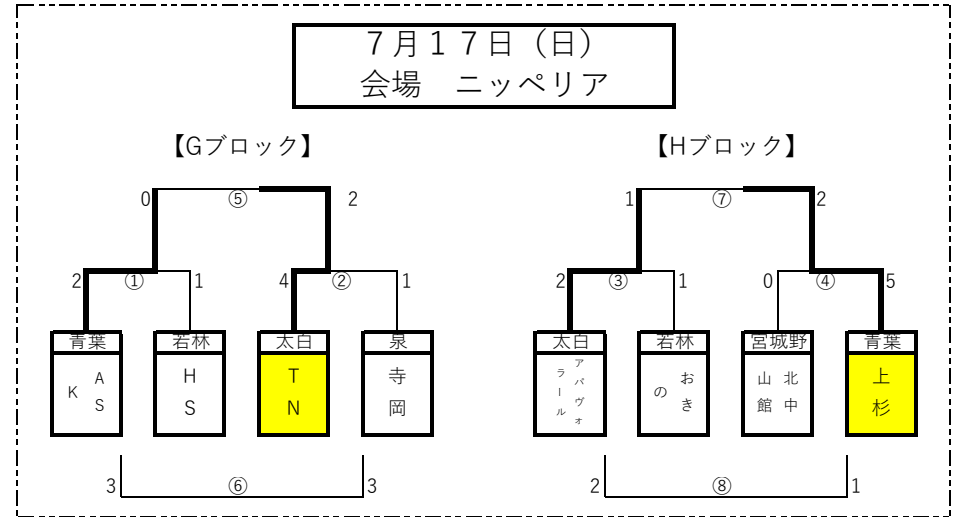 ７月１７日（日）
会場　ニッペリア
【Gブロック】
【Hブロック】
0 ⑤ 2
1 ⑦ 2
2 ① 1 4 ② 1
2 ③ 1 0 ④ 5
青葉 若林 太白 泉
太白 若林 宮城野 青葉
ASK
HS
TN
寺岡
アパヴォラール
おきの
北中山館
上杉
3 ⑥ 3
2 ⑧ 1